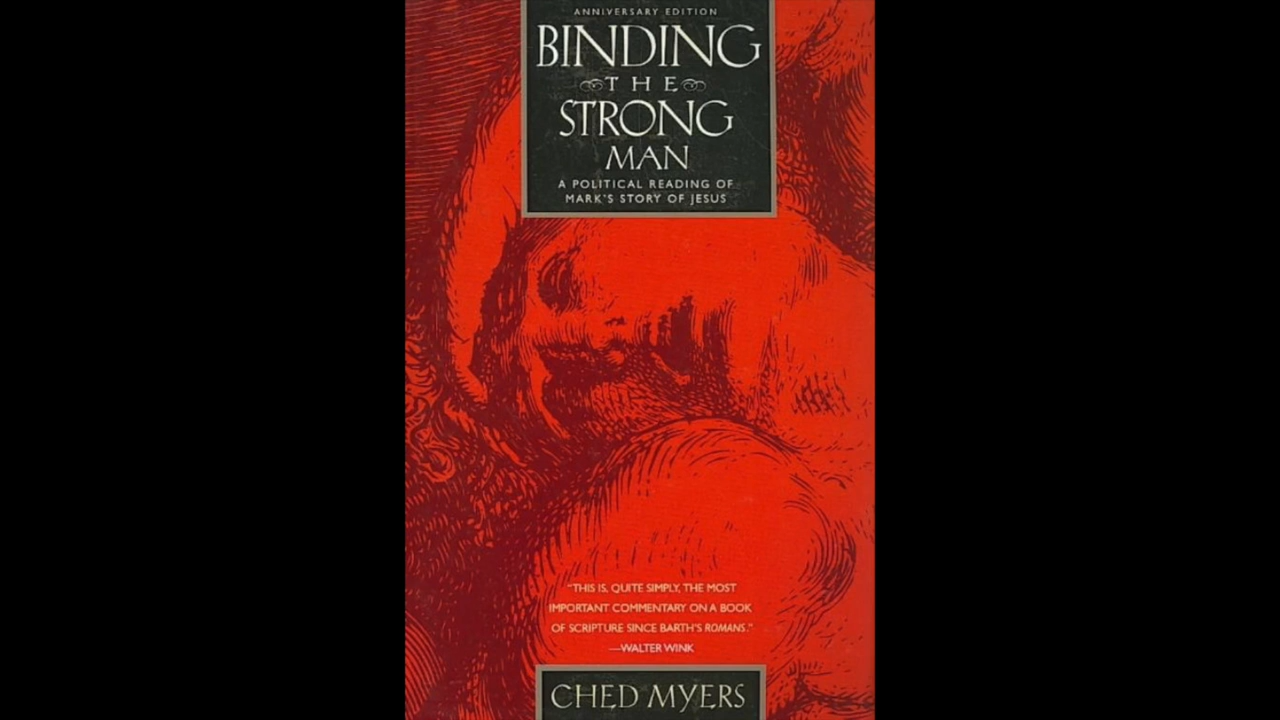 ANNIVERSARY EDITION
BINDING
THE
STRONG
MAN
A POLITICAL READING OF
MARK'S STORY OF JESUS
"THIS IS, QUITE SIMPLY, THE MOST
IMPORTANT COMMENTARY ON A BOOK
OF SCRIPTURE SINCE BARTH'S ROMANS."
—WALTER WINK
CHED MYERS